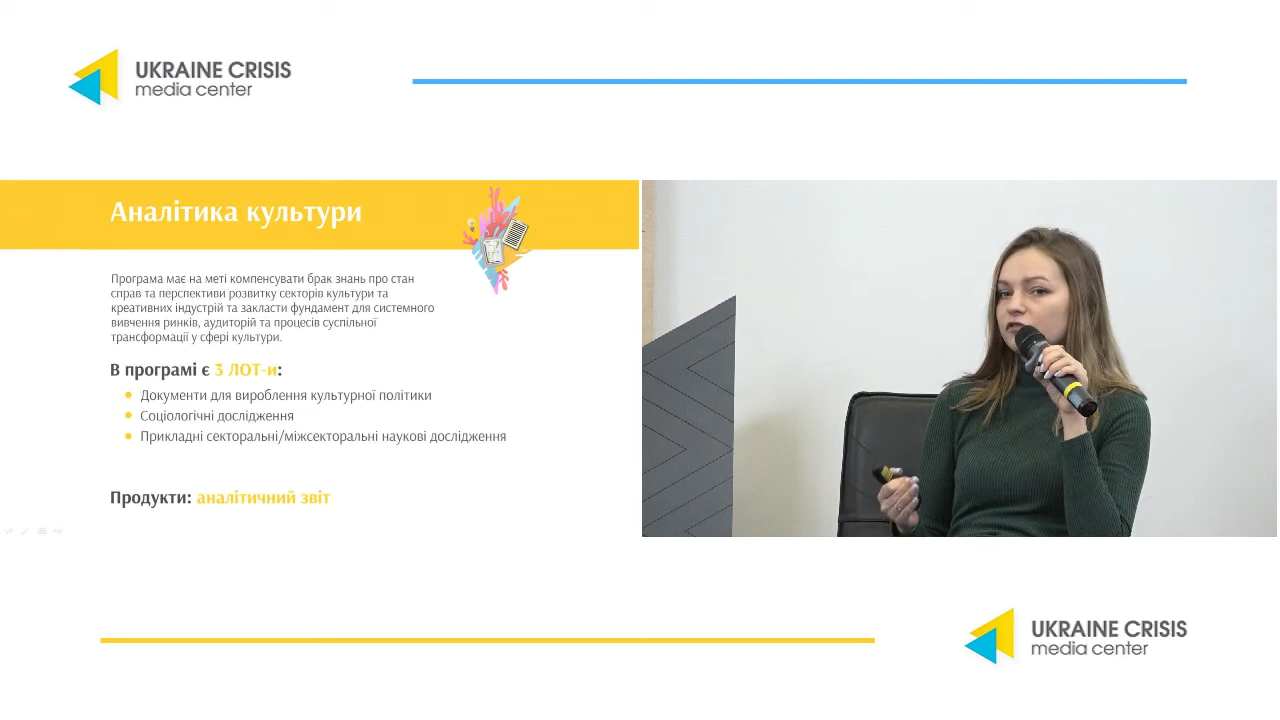 UKRAINE CRISIS
media center
Аналітика культури
Програма має на меті компенсувати брак знань про стан
справ та перспективи розвитку секторів культури та
креативних індустрій та закласти фундамент для системного
вивчення ринків, аудиторій та процесів суспільної
трансформації у сфері культури.
В програмі є 3 ЛОТ-и:
Документи для вироблення культурної політики
Соціологічні дослідження
Прикладні секторальні/міжсекторальні наукові дослідження
Продукти: аналітичний звіт
UKRAINE CRISIS
media center